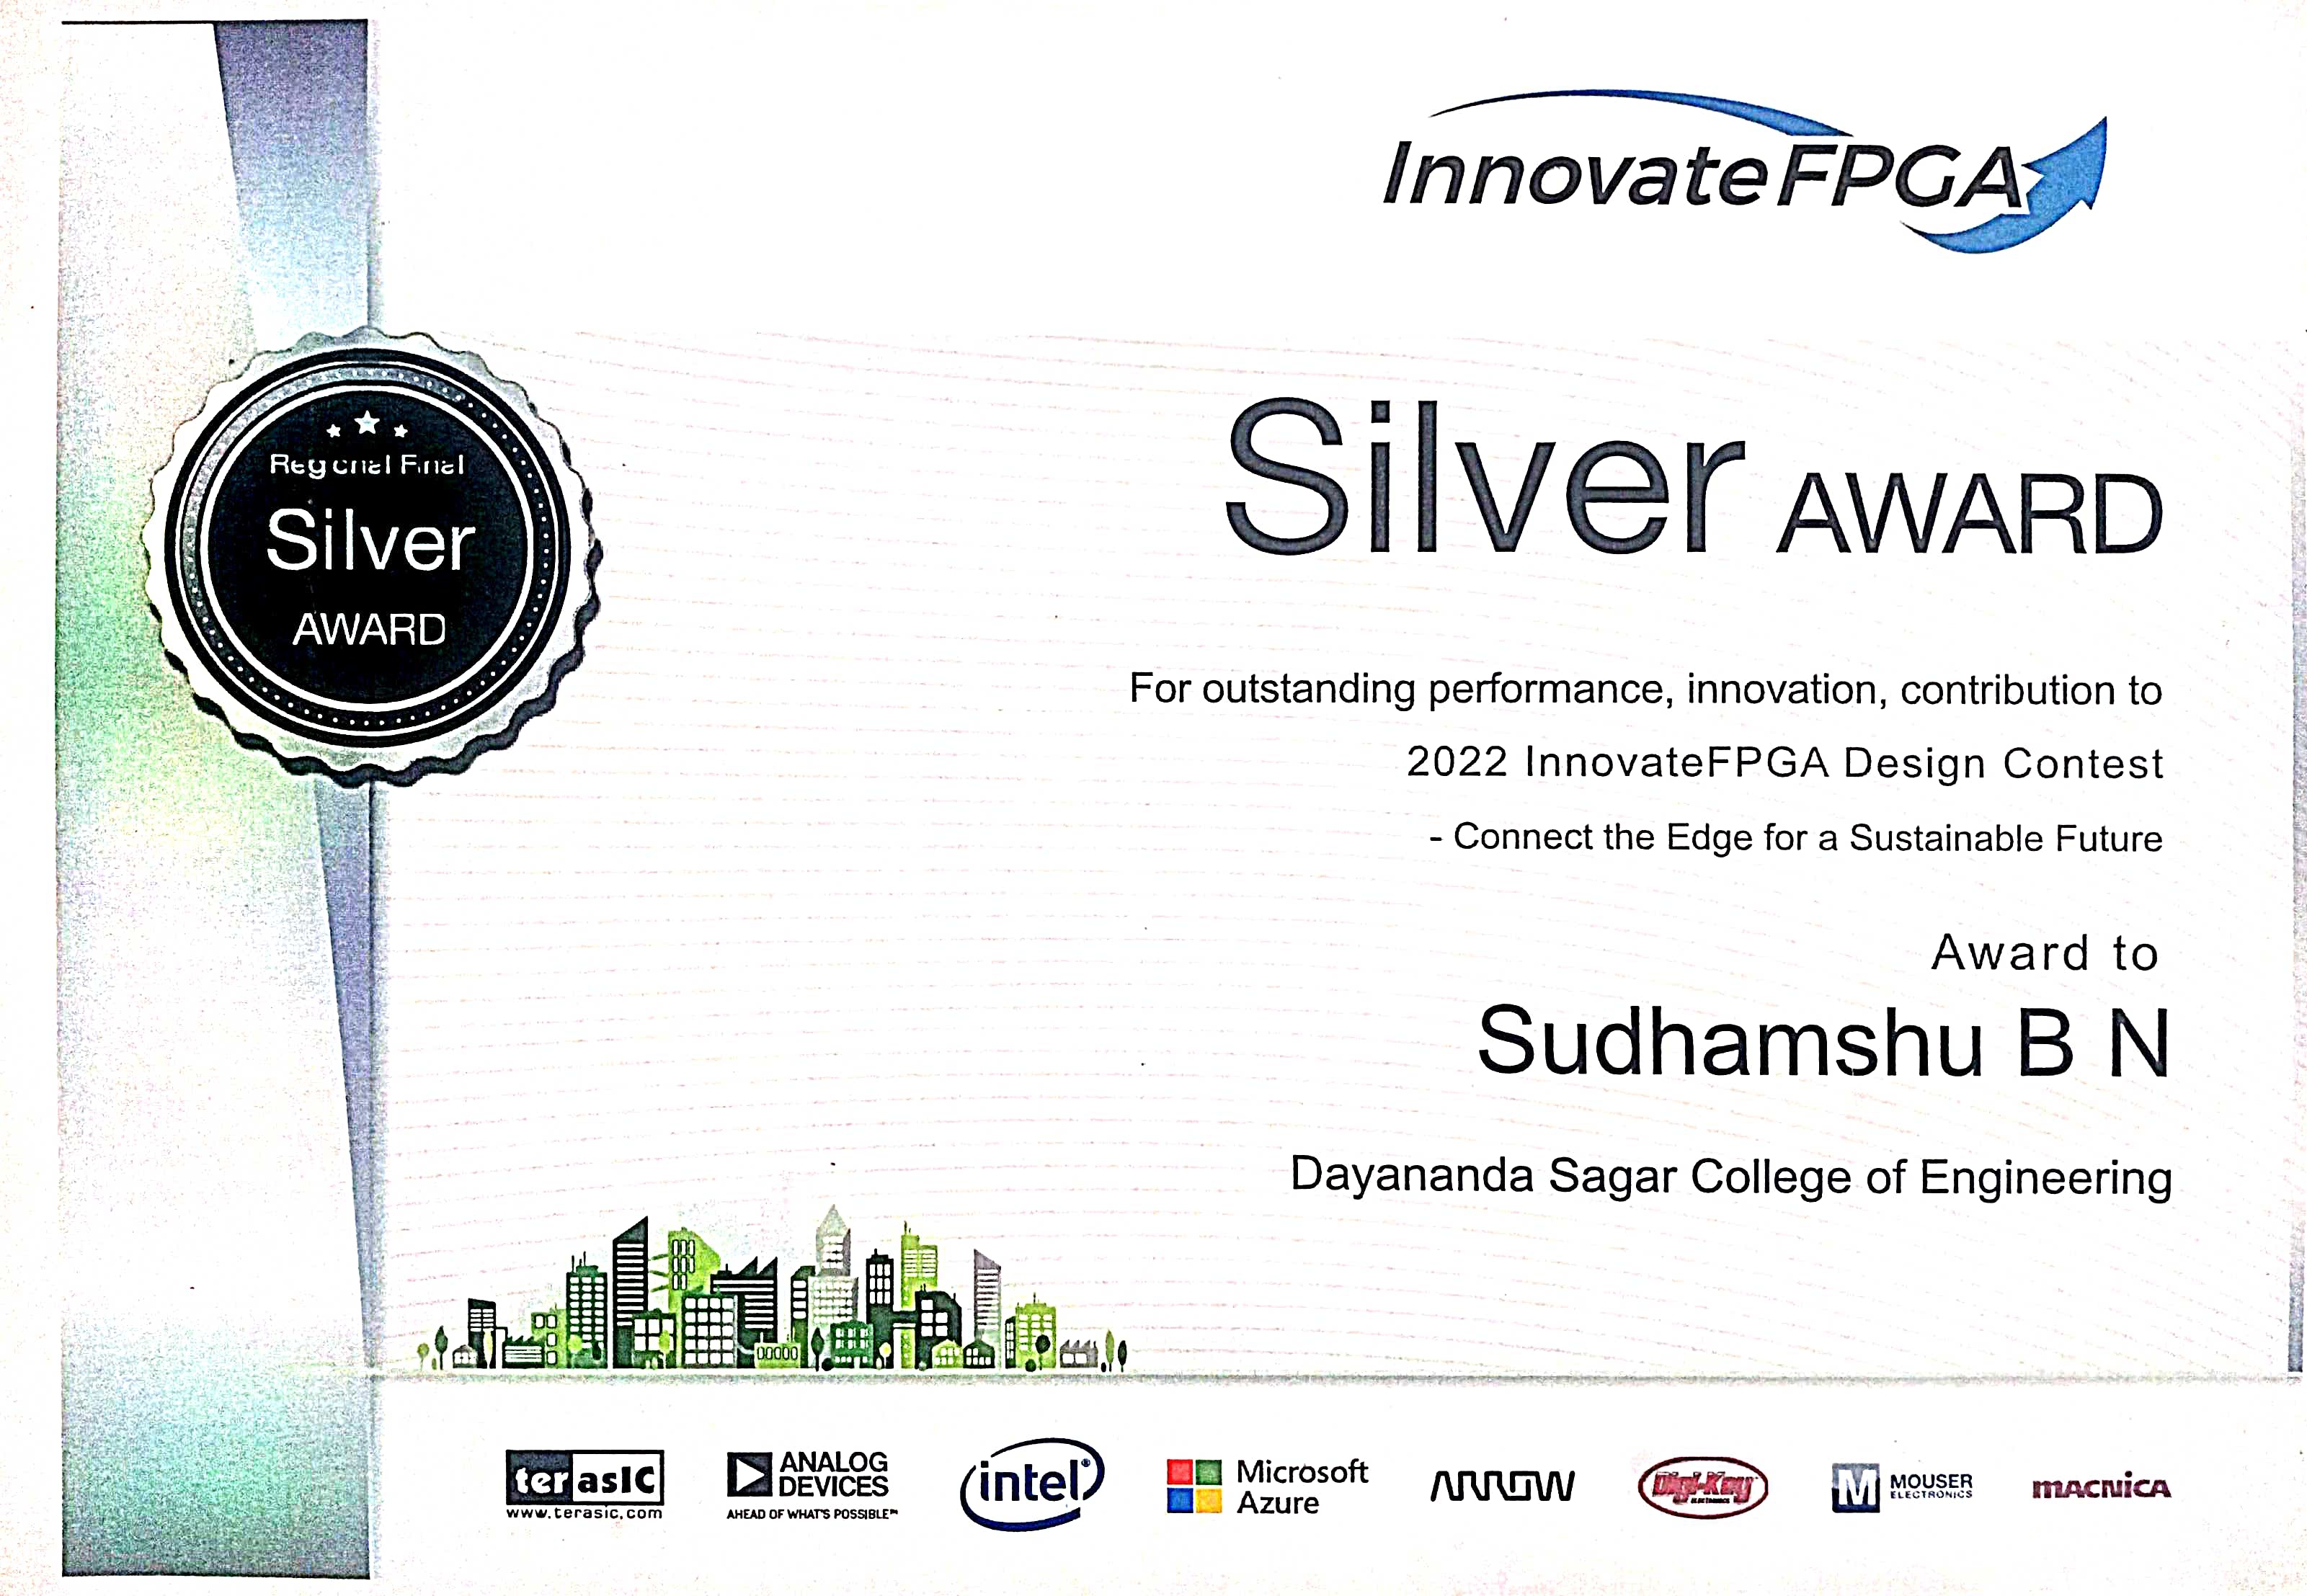 InnovateFPGA
Regional Final
Silver
AWARD
Silver AWARD
For outstanding performance, innovation, contribution to
2022 InnovateFPGA Design Contest
- Connect the Edge for a Sustainable Future
Award to
Sudhamshu B N
Dayananda Sagar College of Engineering
terasIC
www.terasic.com
ANALOG
DEVICES
AHEAD OF WHAT'S POSSIBLE™
intel®
Microsoft
Azure
ARROW
Digi-Key
ELECTRONICS
M MOUSER
ELECTRONICS
MACNICA